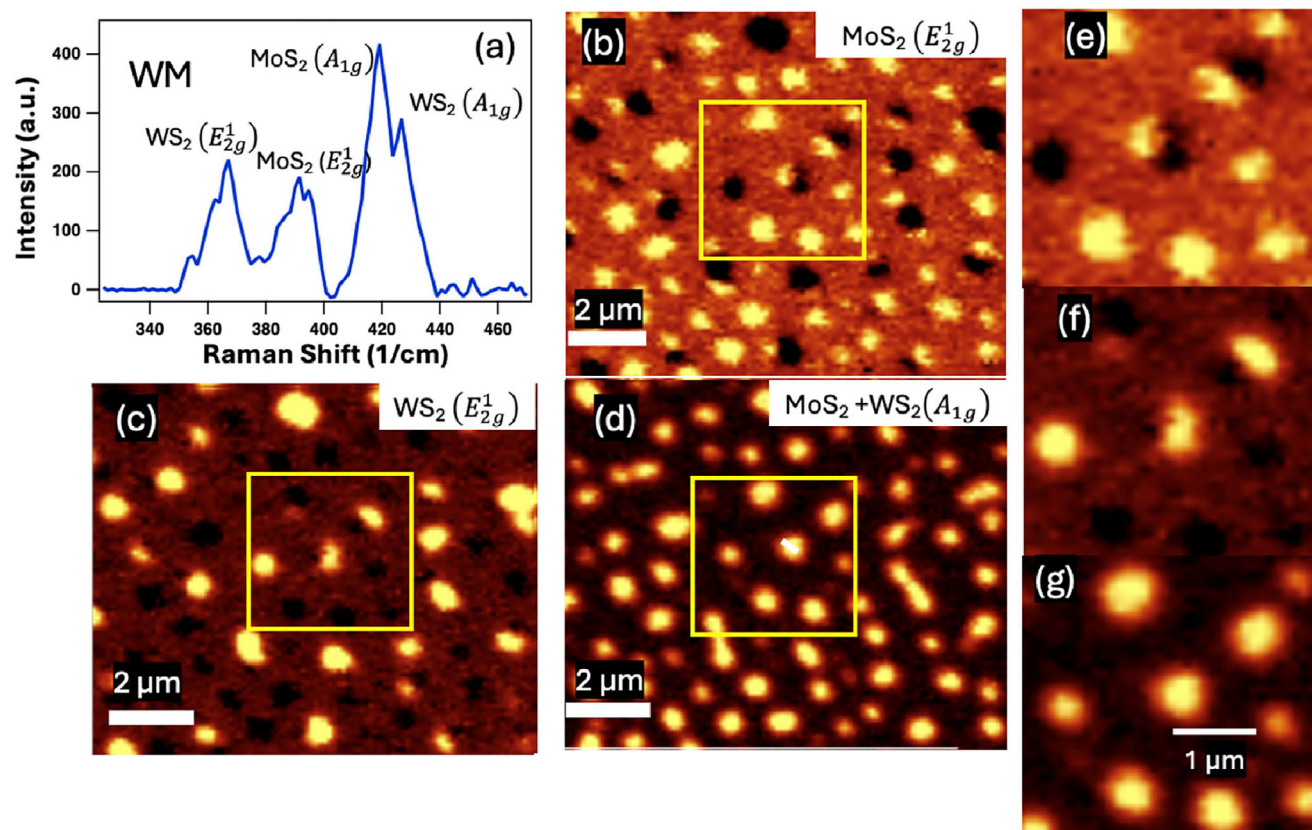 (a)
WM
MoS₂ (A₁g)
WS₂ (A₁g)
WS₂ (E¹₂g)
MoS₂ (E¹₂g)
Intensity (a.u.)
400
300
200
100
0
340 360 380 400 420 440 460
Raman Shift (1/cm)
(b)
MoS₂ (E¹₂g)
2 µm
(c)
WS₂ (E¹₂g)
2 µm
(d)
MoS₂ +WS₂(A₁g)
2 µm
(e)
(f)
(g)
1 µm